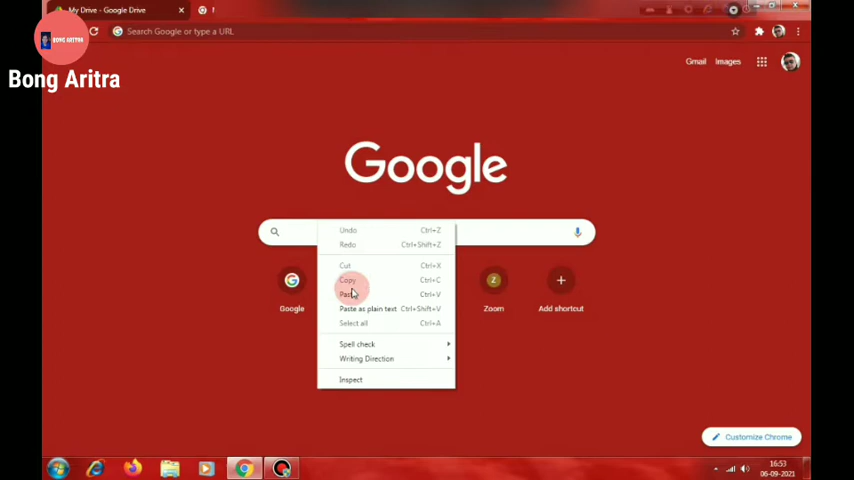 My Drive - Google Drive
BONG ARITRA
Bong Aritra
Search Google or type a URL
Gmail Images
Google
Undo Ctrl+Z
Redo Ctrl+Shift+Z
Cut Ctrl+X
Copy Ctrl+C
Paste Ctrl+V
Paste as plain text Ctrl+Shift+V
Select all Ctrl+A
Spell check
Writing Direction
Inspect
Google
Z
Zoom
Add shortcut
Customize Chrome
16:53
06-09-2021